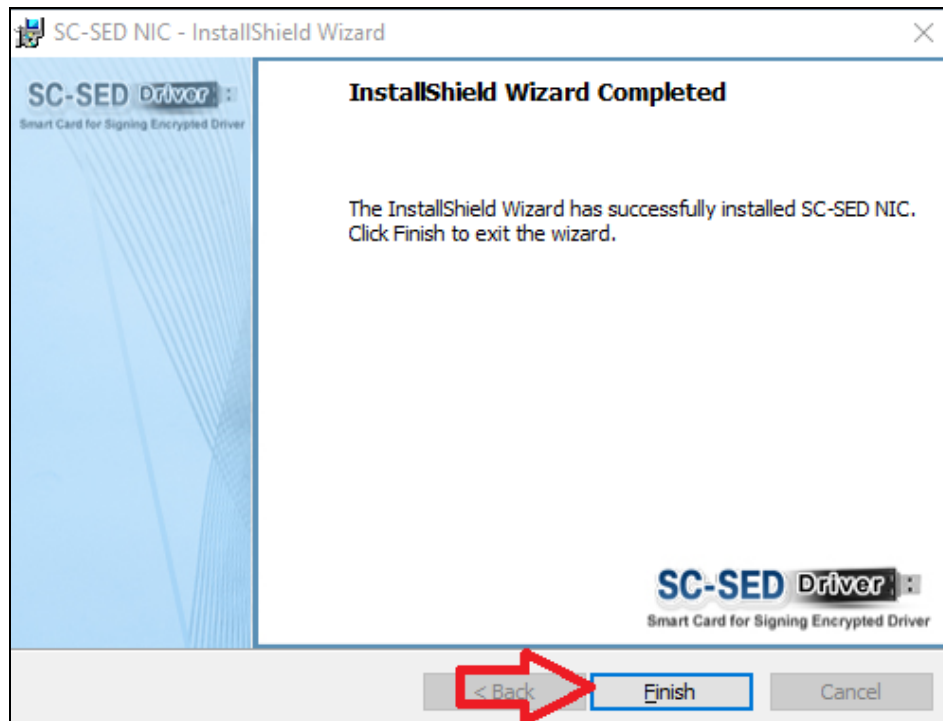 SC-SED NIC - InstallShield Wizard
SC-SED Driver
Smart Card for Signing Encrypted Driver
InstallShield Wizard Completed
The InstallShield Wizard has successfully installed SC-SED NIC.
Click Finish to exit the wizard.
SC-SED Driver
Smart Card for Signing Encrypted Driver
< Back
Finish
Cancel